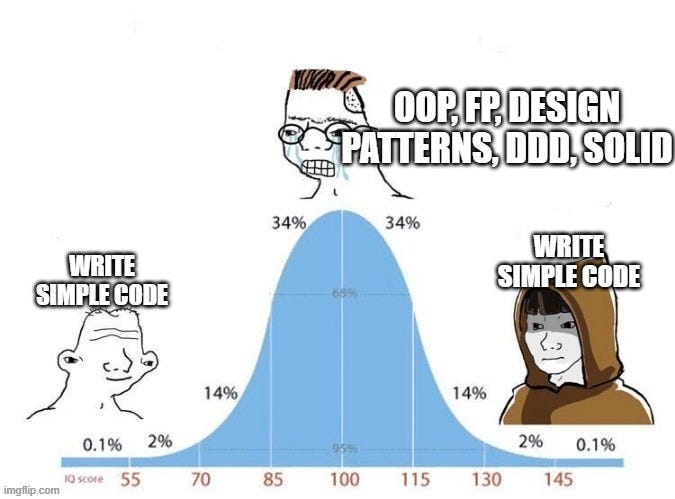 OOP, FP, DESIGN
PATTERNS, DDD, SOLID
34% 34%
WRITE
SIMPLE CODE
WRITE
SIMPLE CODE
68%
14% 14%
95%
0.1% 2% 2% 0.1%
IQ score 55 70 85 100 115 130 145
imgflip.com